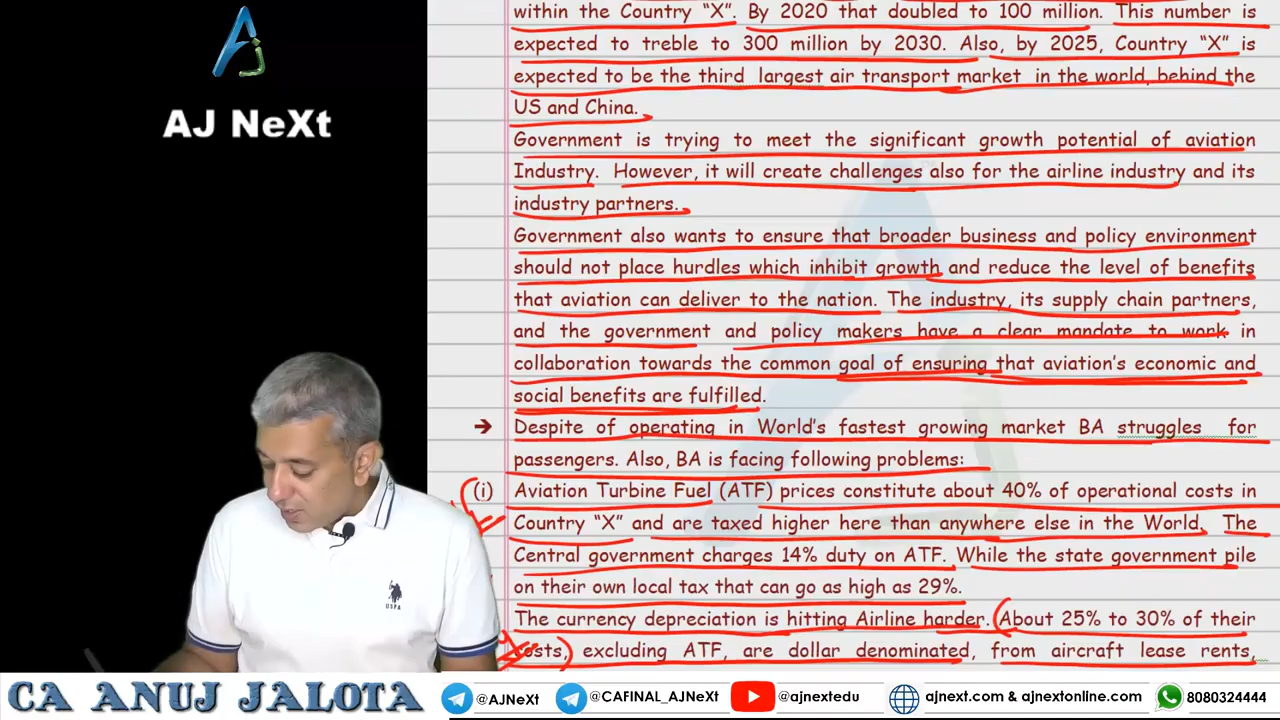 within the Country “X”. By 2020 that doubled to 100 million. This number is
expected to treble to 300 million by 2030. Also, by 2025, Country “X” is
expected to be the third largest air transport market in the world, behind the
US and China.
Government is trying to meet the significant growth potential of aviation
Industry. However, it will create challenges also for the airline industry and its
industry partners.
Government also wants to ensure that broader business and policy environment
should not place hurdles which inhibit growth and reduce the level of benefits
that aviation can deliver to the nation. The industry, its supply chain partners,
and the government and policy makers have a clear mandate to work in
collaboration towards the common goal of ensuring that aviation’s economic and
social benefits are fulfilled.
➔ Despite of operating in World’s fastest growing market BA struggles for
passengers. Also, BA is facing following problems:
(i) Aviation Turbine Fuel (ATF) prices constitute about 40% of operational costs in
Country “X” and are taxed higher here than anywhere else in the World. The
Central government charges 14% duty on ATF. While the state government pile
on their own local tax that can go as high as 29%.
The currency depreciation is hitting Airline harder. About 25% to 30% of their
costs, excluding ATF, are dollar denominated, from aircraft lease rents,
Aj
AJ NeXt
USPA
CA ANUJ JALOTA
@AJNeXt
@CAFINAL_AJNeXt
@ajnextedu
ajnext.com & ajnextonline.com
8080324444